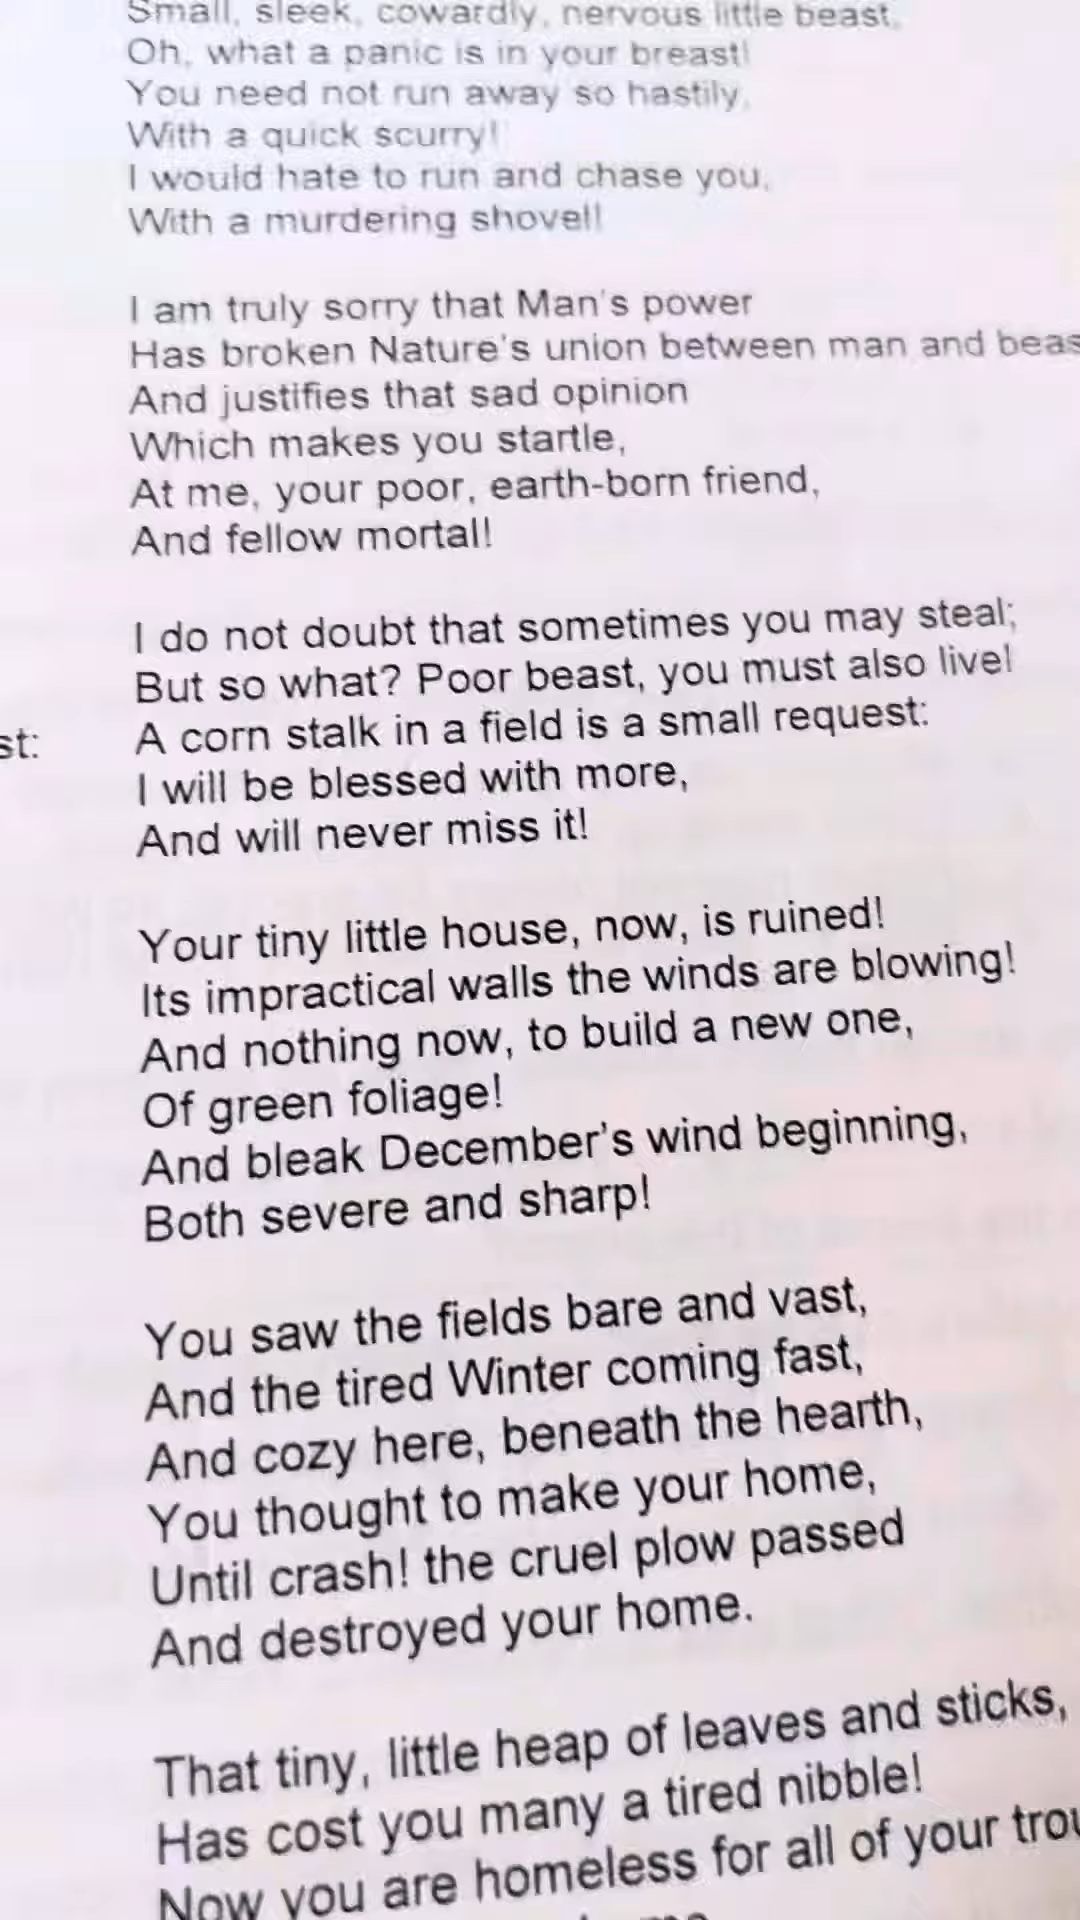 Small, sleek, cowardly, nervous little beast,
Oh, what a panic is in your breast!
You need not run away so hastily,
With a quick scurry!
I would hate to run and chase you,
With a murdering shovel!
I am truly sorry that Man's power
Has broken Nature's union between man and beas
And justifies that sad opinion
Which makes you startle,
At me, your poor, earth-born friend,
And fellow mortal!
I do not doubt that sometimes you may steal;
But so what? Poor beast, you must also live!
st: A corn stalk in a field is a small request:
I will be blessed with more,
And will never miss it!
Your tiny little house, now, is ruined!
Its impractical walls the winds are blowing!
And nothing now, to build a new one,
Of green foliage!
And bleak December's wind beginning,
Both severe and sharp!
You saw the fields bare and vast,
And the tired Winter coming fast,
And cozy here, beneath the hearth,
You thought to make your home,
Until crash! the cruel plow passed
And destroyed your home.
That tiny, little heap of leaves and sticks,
Has cost you many a tired nibble!
Now you are homeless for all of your trou